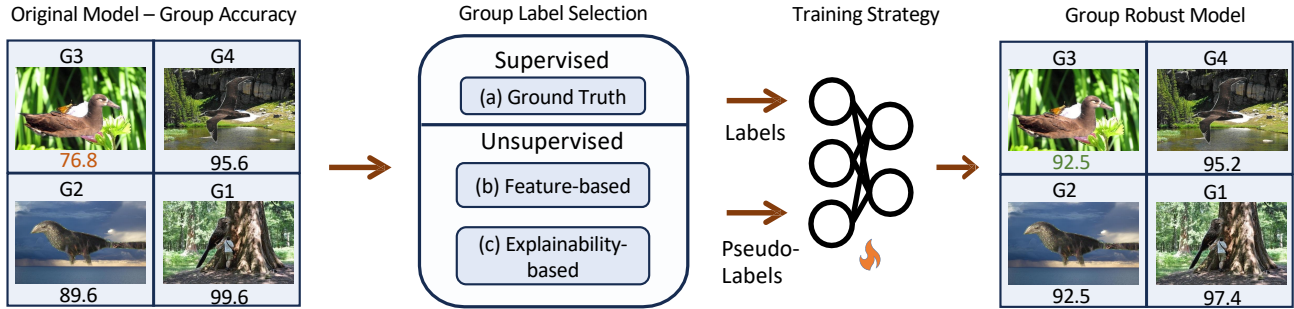 Original Model – Group Accuracy
G3
G4
76.8
95.6
G2
G1
89.6
99.6
Group Label Selection
Supervised
(a) Ground Truth
Unsupervised
(b) Feature-based
(c) Explainability-
based
Training Strategy
Labels
Pseudo-
Labels
Group Robust Model
G3
G4
92.5
95.2
G2
G1
92.5
97.4